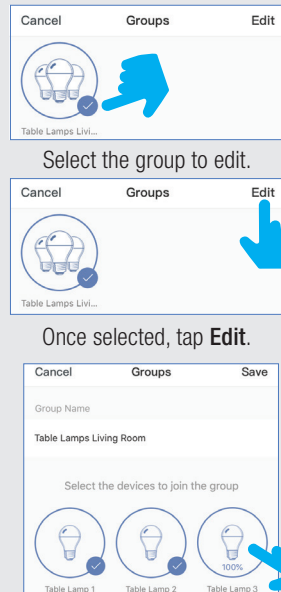 Cancel Groups Edit
Table Lamps Livi...
Select the group to edit.
Cancel Groups Edit
Table Lamps Livi...
Once selected, tap Edit.
Cancel Groups Save
Group Name
Table Lamps Living Room
Select the devices to join the group
100%
Table Lamp 1 Table Lamp 2 Table Lamp 3